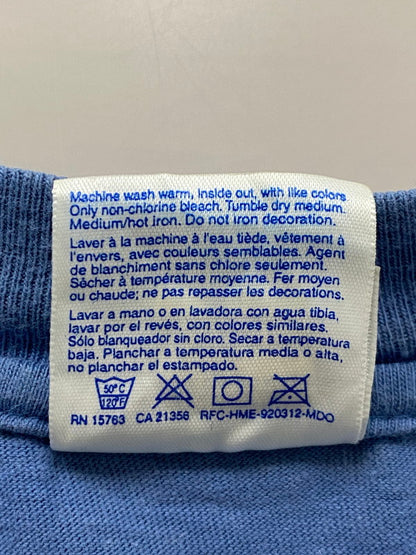 Machine wash warm, inside out, with like colors
Only non-chlorine bleach. Tumble dry medium.
Medium/hot iron. Do not iron decoration.
Laver à la machine à l'eau tiède, vêtement à
l'envers, avec couleurs semblables. Agent
de blanchiment sans chlore seulement.
Sâcher à température moyenne. Fer moyen
ou chaude; ne pas repasser les decorations.
Lavar a mano o en lavadora con agua tibia,
lavar por el revés, con colores similares.
Sólo blanqueador sin cloro. Secar a temperatura
baja. Planchar a temperatura media o alta,
no planchar el estampado.
50°C
120°F
RN 15763 CA 21356 RFC-HME-920312-MDO